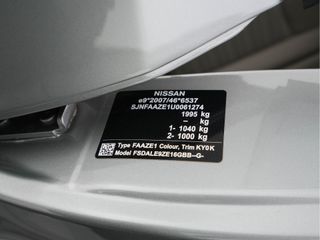 NISSAN
e9*2007/46*6537
SJNFAAZE1U0061274
1995 kg
– kg
1- 1040 kg
2- 1000 kg
Type FAAZE1 Colour, Trim KY0K
Model FSDALE9ZE16GBB-G-